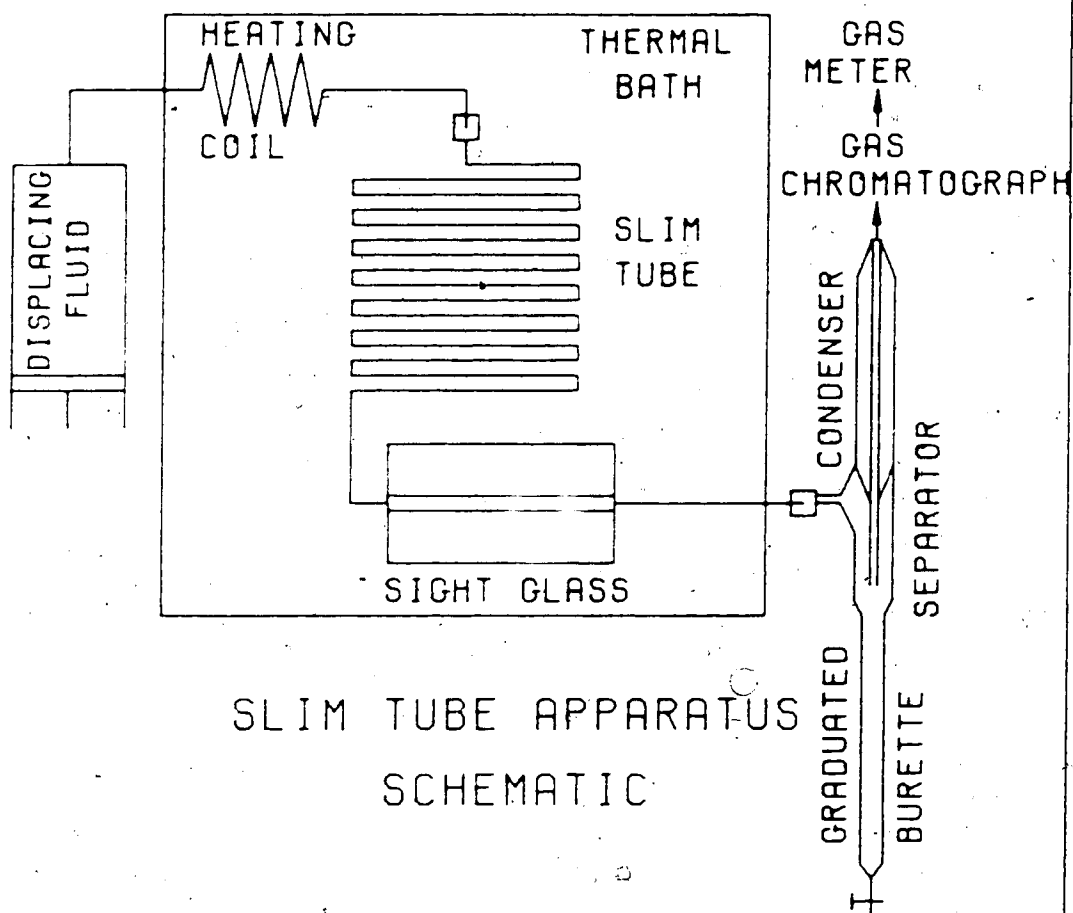 HEATING
COIL
THERMAL
BATH
GAS
METER
GAS
CHROMATOGRAPH
DISPLACING
FLUID
SLIM
TUBE
CONDENSER
SEPARATOR
SIGHT GLASS
GRADUATED
BURETTE
SLIM TUBE APPARATUS
SCHEMATIC